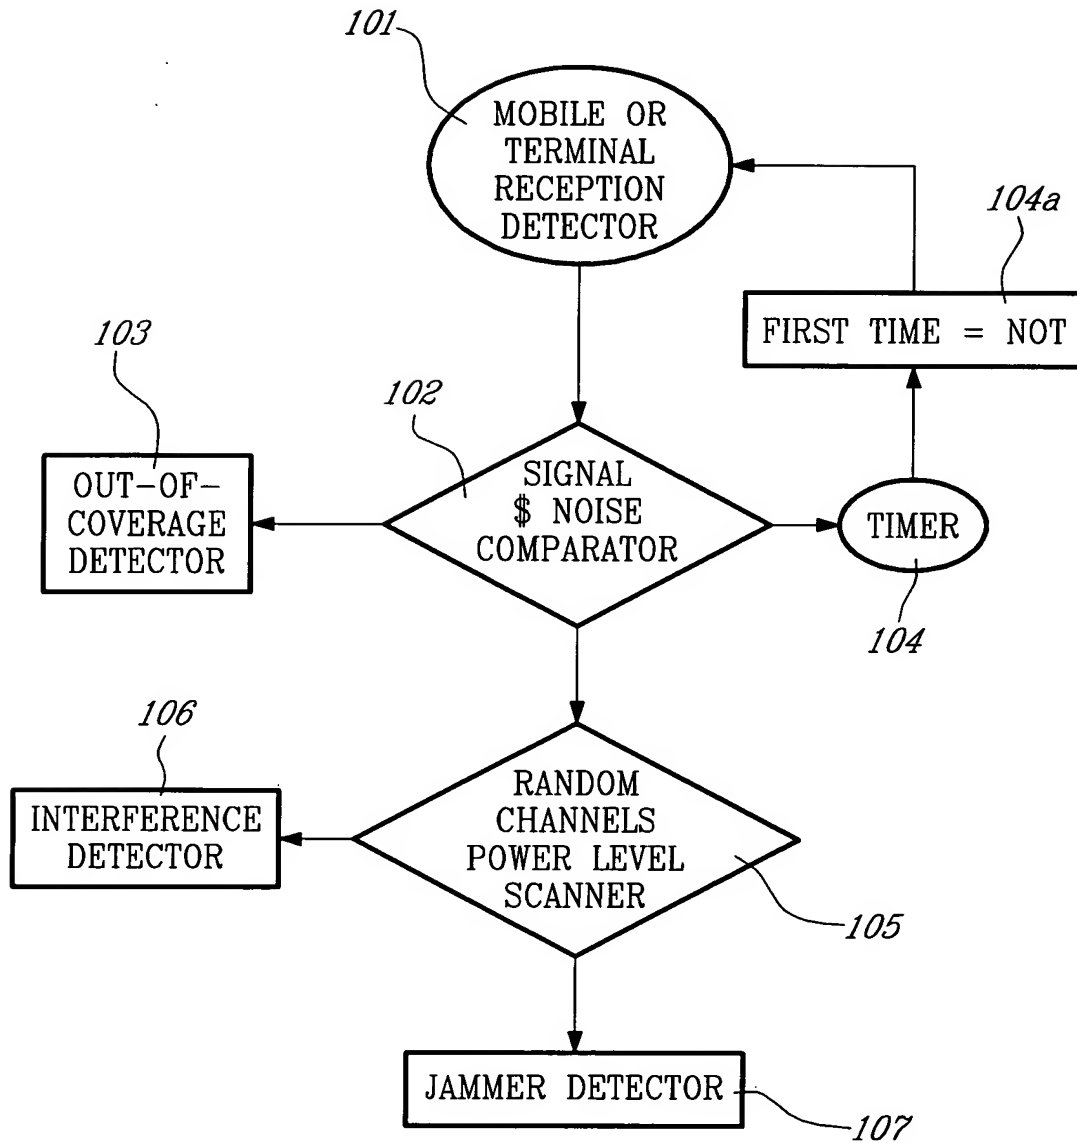 101
MOBILE OR
TERMINAL
RECEPTION
DETECTOR
104a
FIRST TIME = NOT
103
102
OUT-OF-
COVERAGE
DETECTOR
SIGNAL
$ NOISE
COMPARATOR
TIMER
104
106
INTERFERENCE
DETECTOR
RANDOM
CHANNELS
POWER LEVEL
SCANNER
105
JAMMER DETECTOR
107